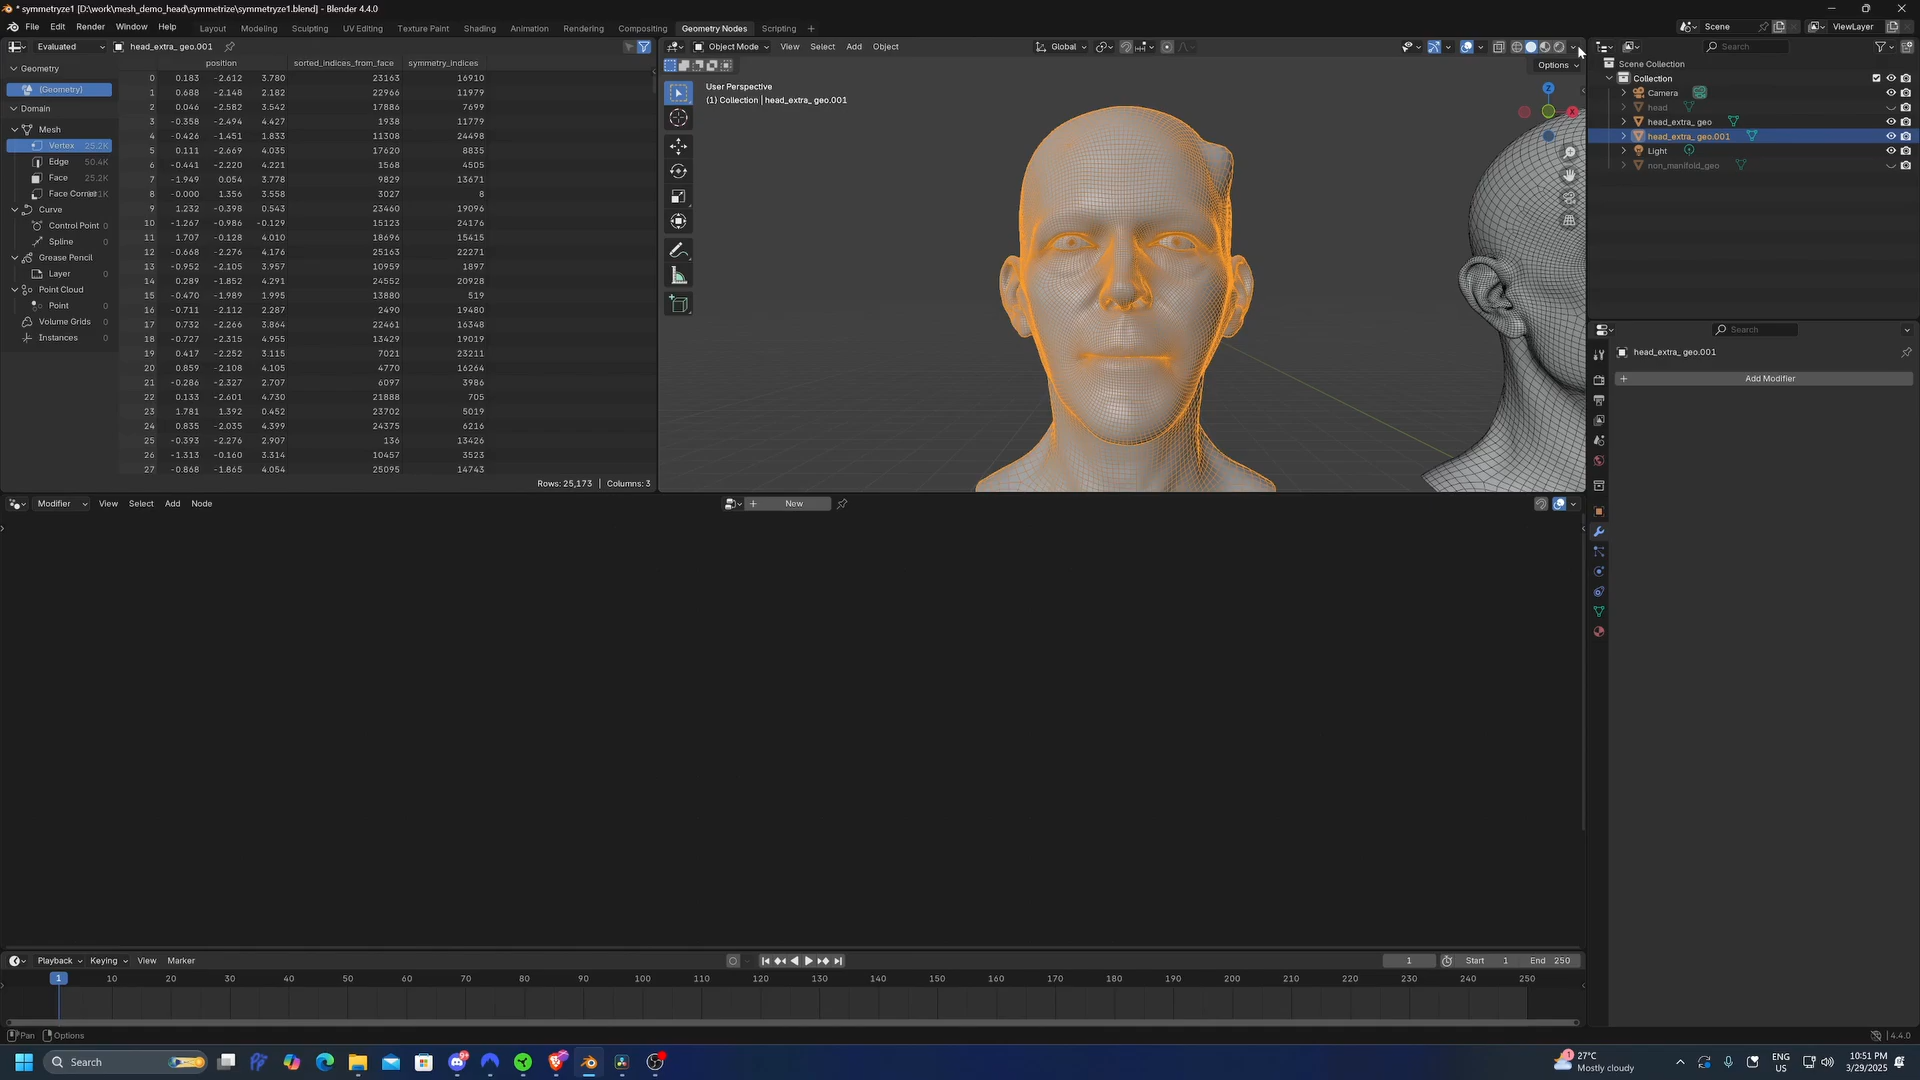 * symmetryze1 [D:\work\mesh_demo_head\symmetrize\symmetryze1.blend] - Blender 4.4.0
File Edit Render Window Help Layout Modeling Sculpting UV Editing Texture Paint Shading Animation Rendering Compositing Geometry Nodes Scripting + Scene ViewLayer
Evaluated head_extra_ geo.001
Object Mode View Select Add Object Global
Search
Options
Geometry
(Geometry)
Domain
Mesh
Vertex 25.2K
Edge 50.4K
Face 25.2K
Face Corner
Curve
Control Point 0
Spline 0
Grease Pencil
Layer 0
Point Cloud
Point 0
Volume Grids 0
Instances 0
position sorted_indices_from_face symmetry_indices
0 0.183 -2.612 3.780 23163 16910
1 0.688 -2.148 2.182 22966 11979
2 0.046 -2.582 3.542 17886 7699
3 -0.358 -2.494 4.427 1938 11779
4 -0.426 -1.451 1.833 11308 24498
5 0.111 -2.669 4.035 17620 8835
6 -0.441 -2.220 4.221 1568 4505
7 -1.949 0.054 3.778 9829 13671
8 -0.000 1.356 3.558 3027 8
9 1.232 -0.398 0.543 23460 19096
10 -1.267 -0.986 -0.129 15123 24176
11 1.707 -0.128 4.010 18696 15415
12 -0.668 -2.276 4.176 25163 22271
13 -0.952 -2.105 3.957 10959 1897
14 0.289 -1.852 4.291 24552 20928
15 -0.470 -1.989 1.995 13880 519
16 -0.711 -2.112 2.287 2490 19480
17 0.732 -2.266 3.864 22461 16348
18 -0.727 -2.315 4.955 13429 19019
19 0.417 -2.252 3.115 7021 23211
20 0.859 -2.108 4.105 4770 16264
21 -0.286 -2.327 2.707 6097 3986
22 0.133 -2.601 4.730 21888 705
23 1.781 1.392 0.452 23702 5019
24 0.835 -2.035 4.399 24375 6216
25 -0.393 -2.276 2.907 136 13426
26 -1.313 -0.160 3.314 10457 3523
27 -0.868 -1.865 4.054 25095 14743
Rows: 25,173 | Columns: 3
User Perspective
(1) Collection | head_extra_ geo.001
Z
X
Scene Collection
Collection
Camera
head
head_extra_ geo
head_extra_ geo.001
Light
non_manifold_geo
Search
head_extra_ geo.001
+ Add Modifier
Modifier View Select Add Node + New
Playback Keying View Marker 1 Start 1 End 250
1 10 20 30 40 50 60 70 80 90 100 110 120 130 140 150 160 170 180 190 200 210 220 230 240 250
Pan Options 4.4.0
Search
27°C
Mostly cloudy
ENG
US
10:51 PM
3/29/2025